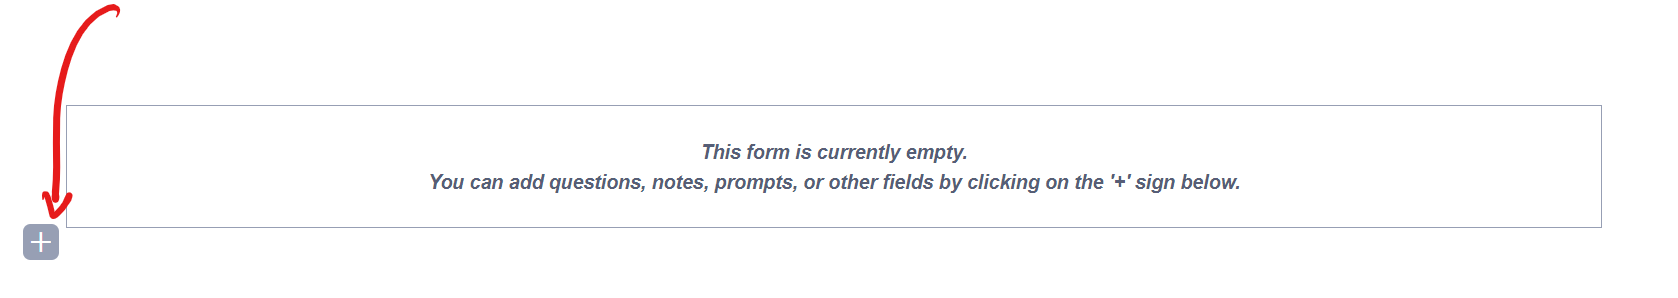 This form is currently empty.
You can add questions, notes, prompts, or other fields by clicking on the '+' sign below.
+